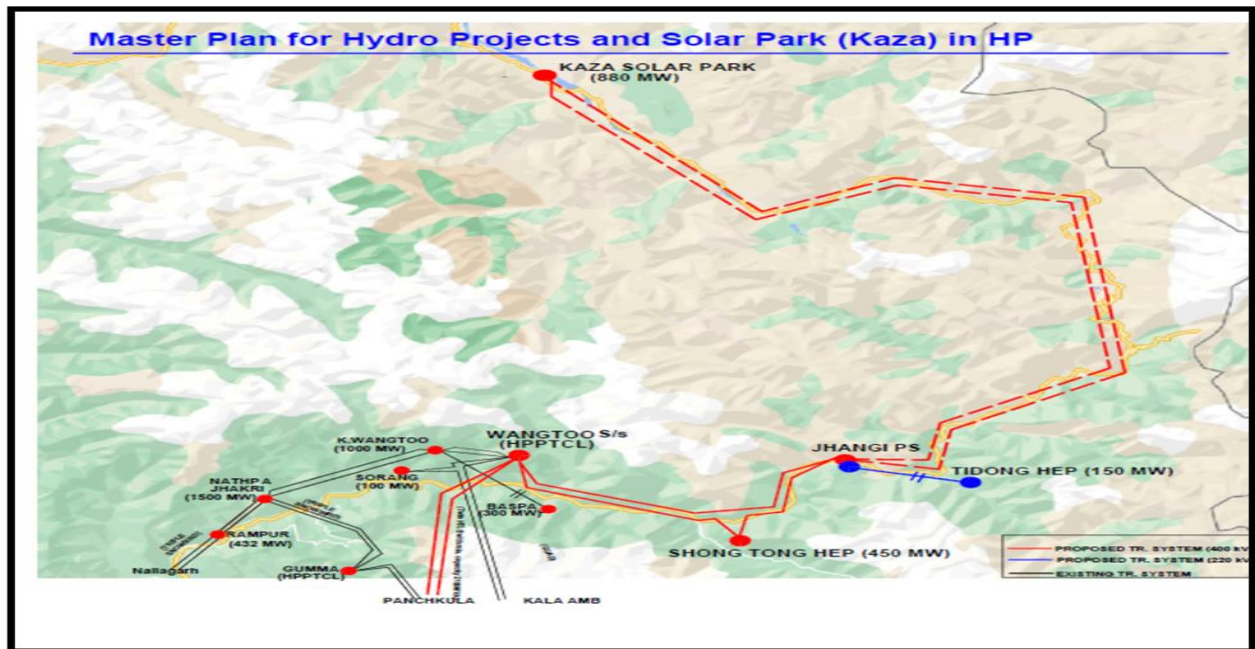 Master Plan for Hydro Projects and Solar Park (Kaza) in HP
KAZA SOLAR PARK
(880 MW)
K.WANGTOO
(1000 MW)
WANGTOO S/s
(HPPTCL)
JHANGI PS
TIDONG HEP (150 MW)
SORANG
(100 MW)
NATHPA
JHAKRI
(1500 MW)
BASPA
(300 MW)
RAMPUR
(432 MW)
SHONG TONG HEP (450 MW)
GUMMA
(HPPTCL)
Nallagarh
PANCHKULA
KALA AMB
PROPOSED TR. SYSTEM (400 kV
PROPOSED TR. SYSTEM (220 kV
EXISTING TR. SYSTEM